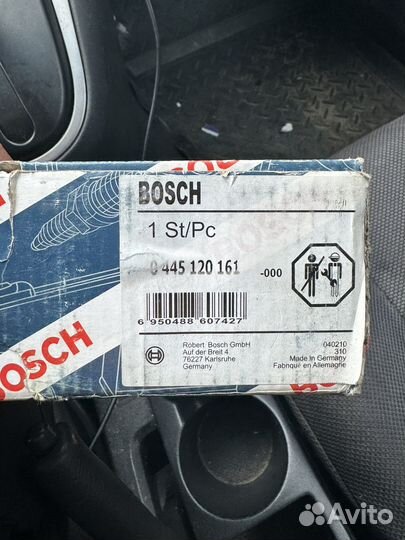 BOSCH
1 St/Pc
0 445 120 161 -000
6 950488 607427
Robert Bosch GmbH
Auf der Breit 4
76227 Karlsruhe
Germany
040210
310
Made in Germany
Fabriqué en Allemagne
BOSCH
Avito